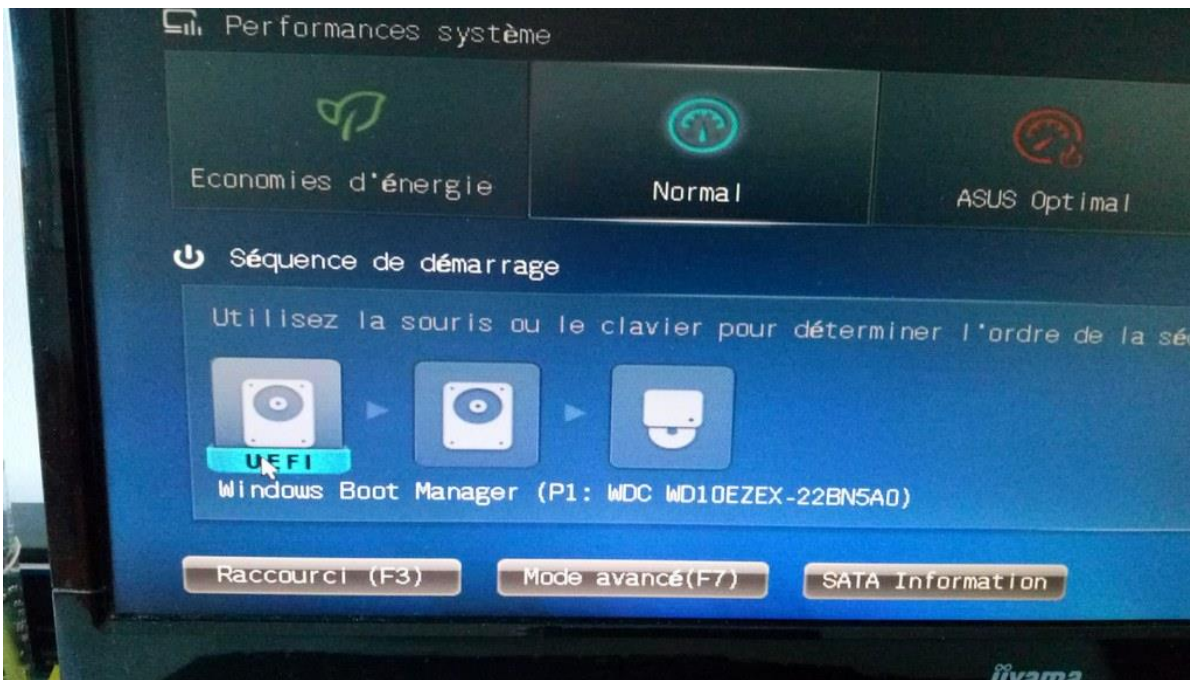 Performances système
Economies d'énergie
Normal
ASUS Optimal
Séquence de démarrage
Utilisez la souris ou le clavier pour déterminer l'ordre de la sé
UEFI
Windows Boot Manager (P1: WDC WD10EZEX-22BN5A0)
Raccourci (F3)
Mode avancé(F7)
SATA Information
iiyama